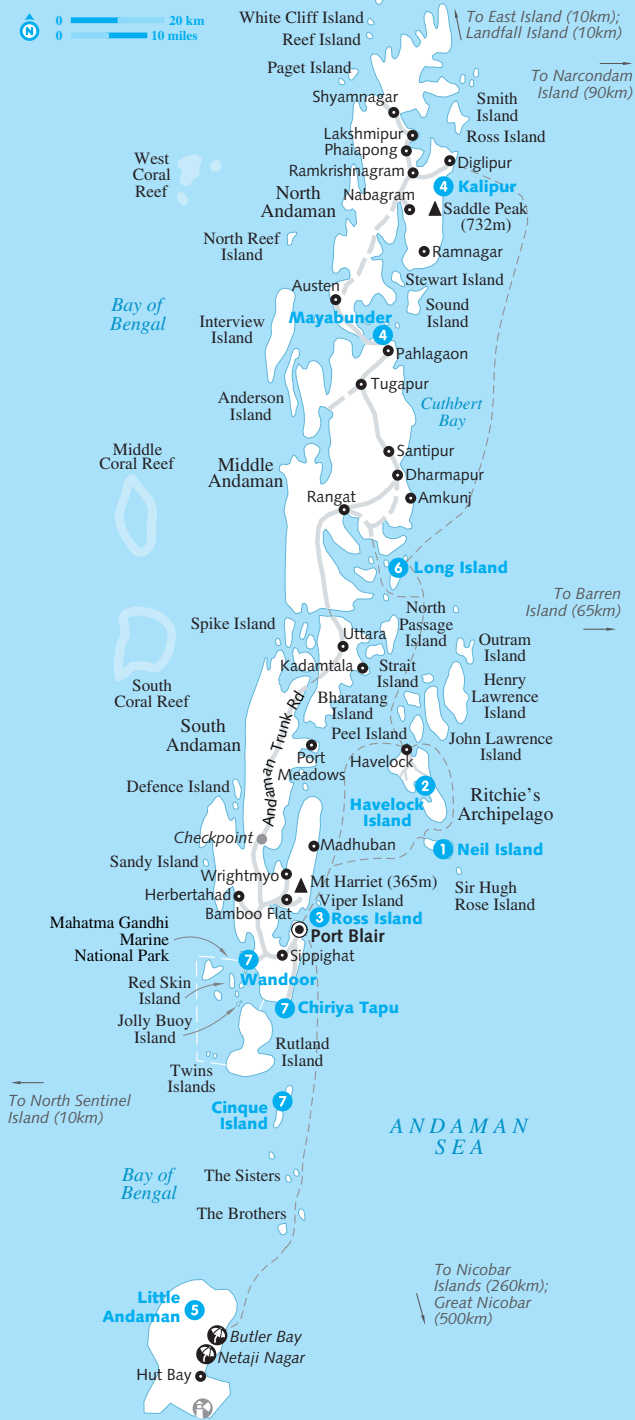 N
0 20 km
0 10 miles
White Cliff Island
Reef Island
To East Island (10km);
Landfall Island (10km)
Paget Island
To Narcondam
Island (90km)
Shyamnagar
Smith
Island
Lakshmipur
Ross Island
Phaiapong
West
Coral
Reef
Diglipur
Ramkrishnagram
4 Kalipur
North
Andaman
Nabagram
Saddle Peak
(732m)
North Reef
Island
Ramnagar
Stewart Island
Austen
Sound
Island
Bay of
Bengal
Mayabunder
4
Interview
Island
Pahlagaon
Tugapur
Anderson
Island
Cuthbert
Bay
Middle
Coral Reef
Santipur
Middle
Andaman
Dharmapur
Rangat
Amkunj
6 Long Island
To Barren
Island (65km)
North
Passage
Island
Spike Island
Uttara
Outram
Island
Kadamtala
Strait
Island
South
Coral Reef
Henry
Lawrence
Island
Bharatang
Island
South
Andaman
Andaman Trunk Rd
Peel Island
John Lawrence
Island
Port
Meadows
Havelock
Defence Island
2
Havelock
Island
Ritchie's
Archipelago
Checkpoint
Madhuban
1 Neil Island
Sandy Island
Wrightmyo
Mt Harriet (365m)
Sir Hugh
Rose Island
Herbertahad
Bamboo Flat
Viper Island
3 Ross Island
Mahatma Gandhi
Marine
National Park
Port Blair
7
Wandoor
Sippighat
Red Skin
Island
7 Chiriya Tapu
Jolly Buoy
Island
Rutland
Island
Twins
Islands
To North Sentinel
Island (10km)
7
Cinque
Island
ANDAMAN
SEA
Bay of
Bengal
The Sisters
The Brothers
To Nicobar
Islands (260km);
Great Nicobar
(500km)
Little
Andaman
5
Butler Bay
Netaji Nagar
Hut Bay